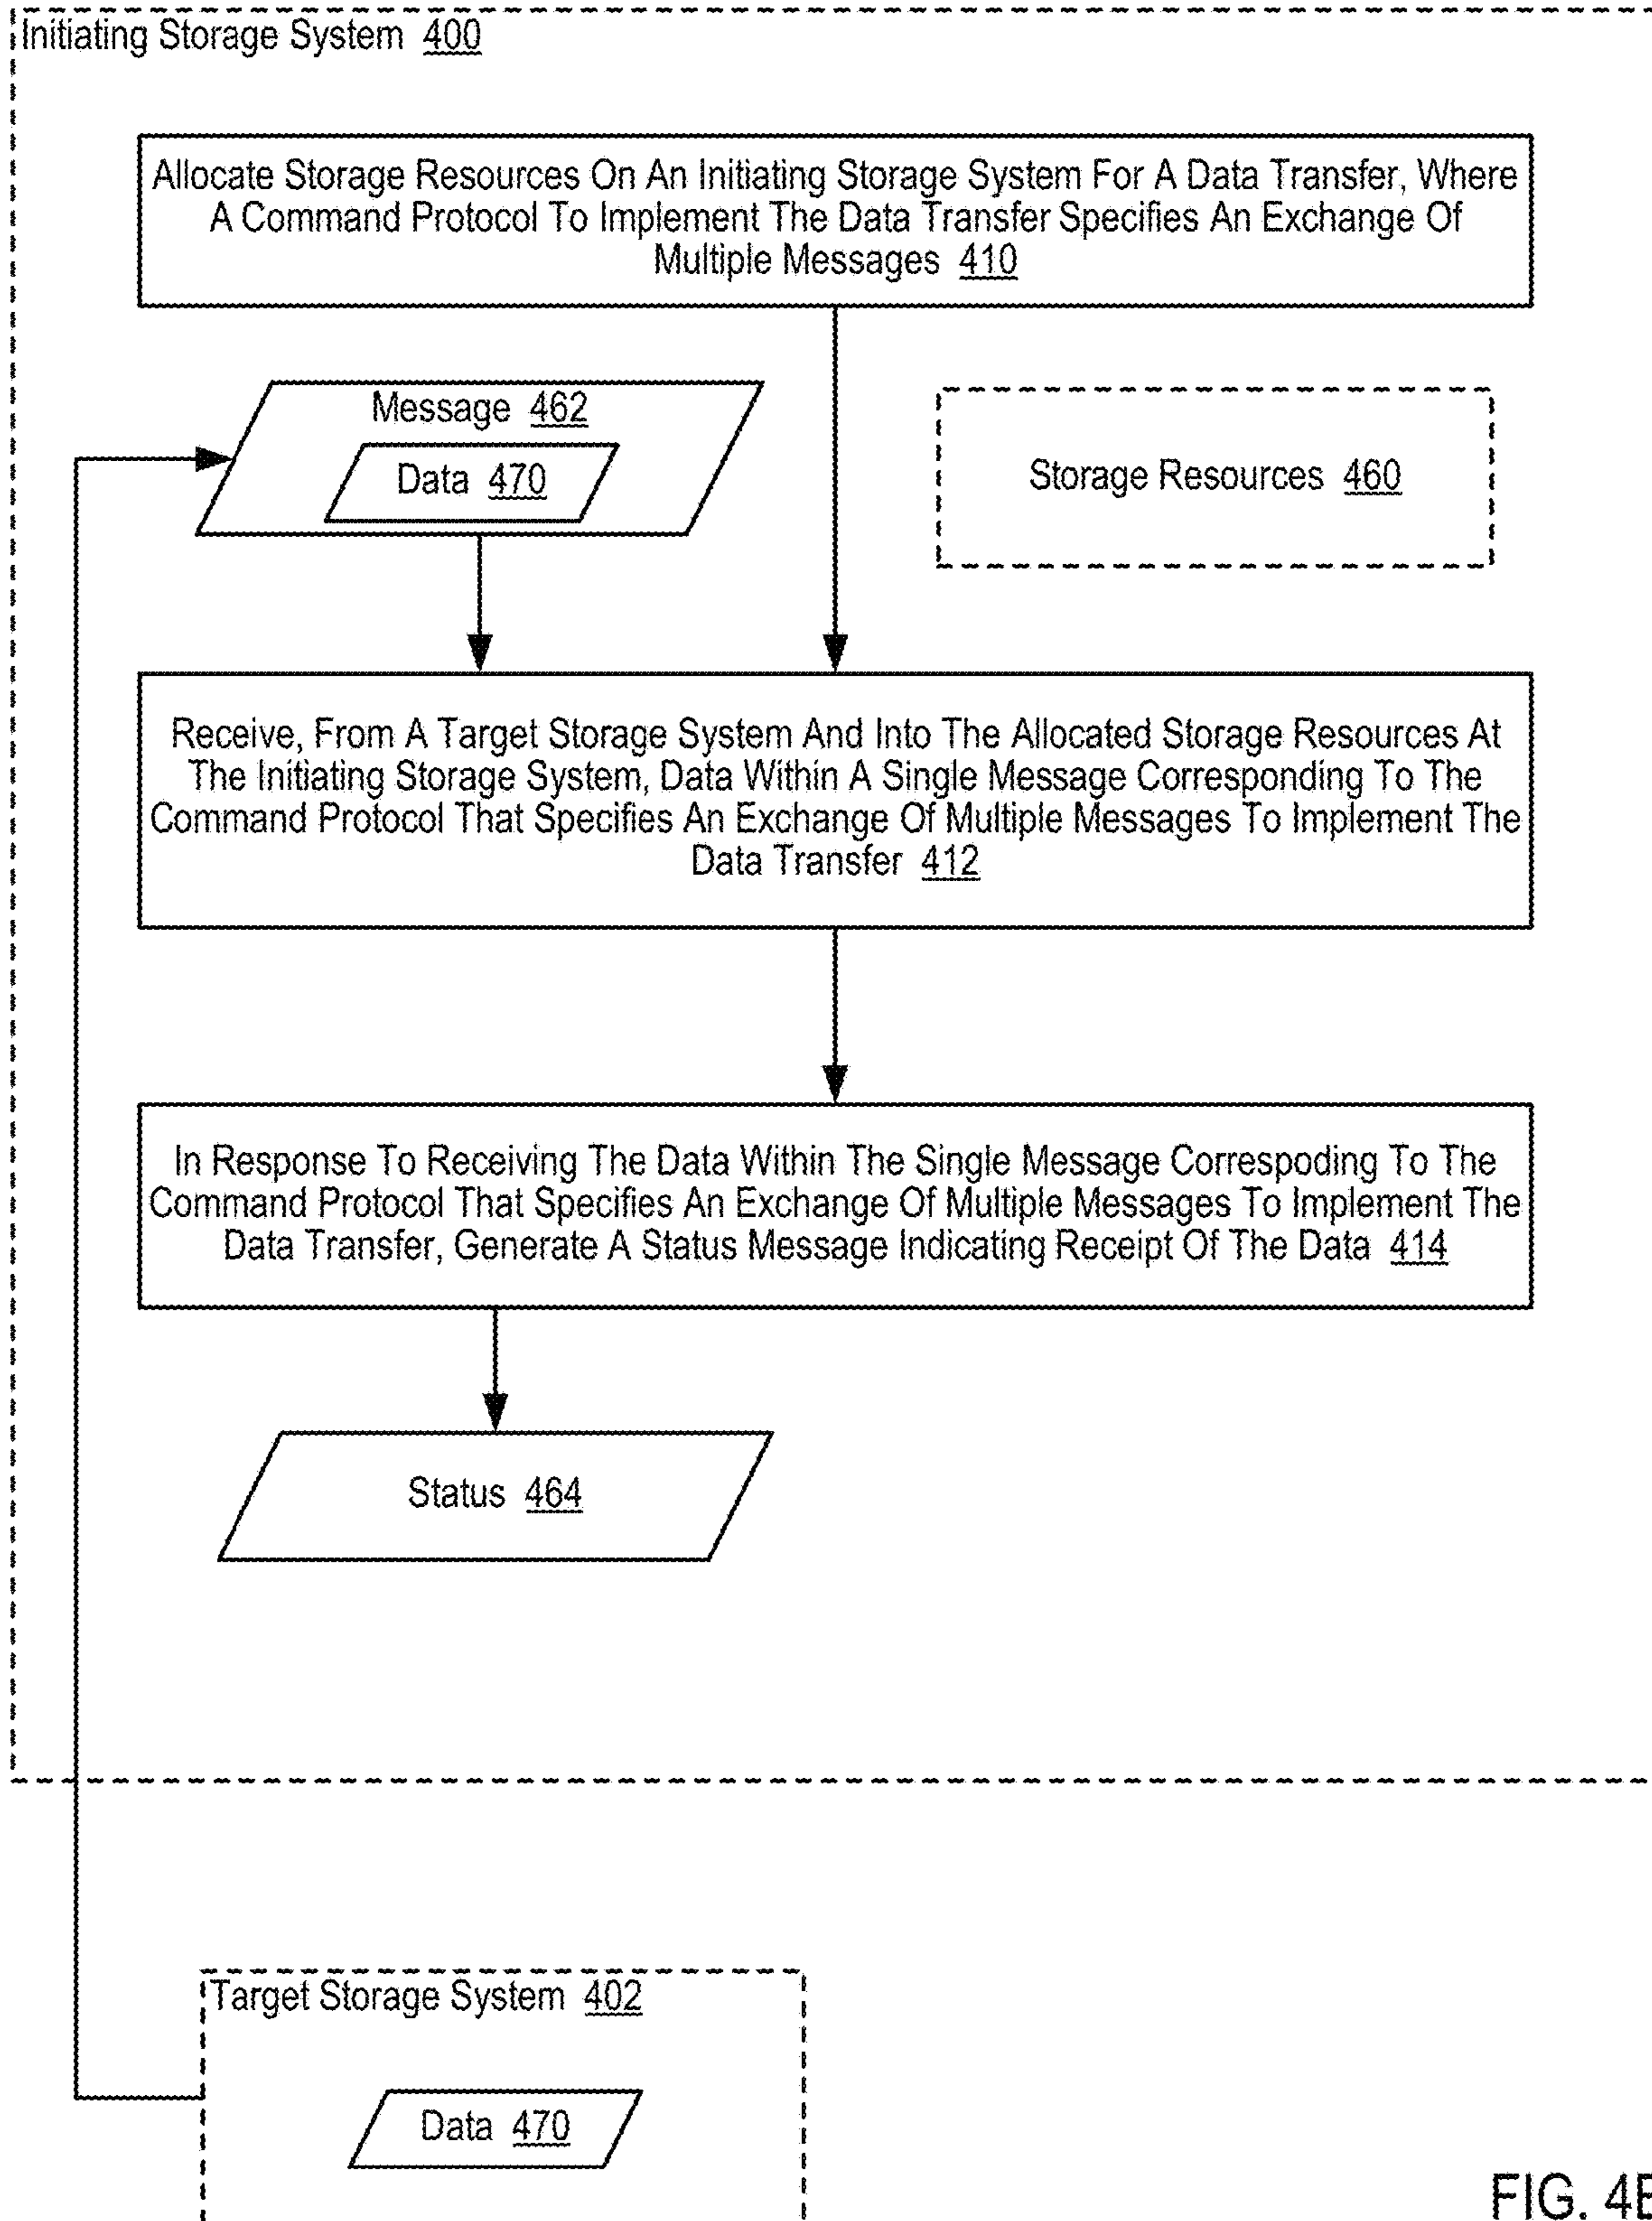 Initiating Storage System 400
Allocate Storage Resources On An Initiating Storage System For A Data Transfer, Where
A Command Protocol To Implement The Data Transfer Specifies An Exchange Of
Multiple Messages 410
Message 462
Data 470
Storage Resources 460
Receive, From A Target Storage System And Into The Allocated Storage Resources At
The Initiating Storage System, Data Within A Single Message Corresponding To The
Command Protocol That Specifies An Exchange Of Multiple Messages To Implement The
Data Transfer 412
In Response To Receiving The Data Within The Single Message Correspoding To The
Command Protocol That Specifies An Exchange Of Multiple Messages To Implement The
Data Transfer, Generate A Status Message Indicating Receipt Of The Data 414
Status 464
Target Storage System 402
Data 470
FIG.